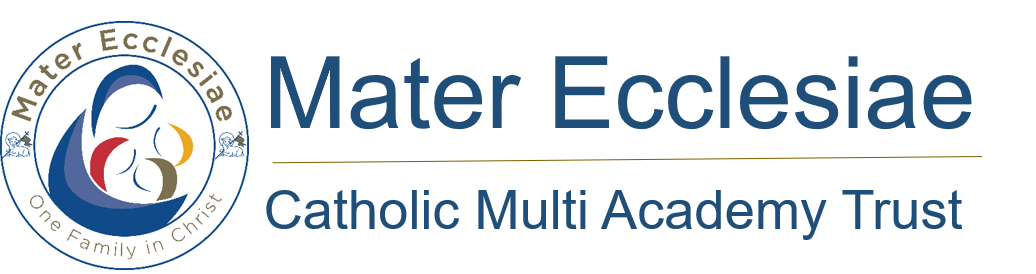 Mater Ecclesiae
One Family in Christ
Mater Ecclesiae
Catholic Multi Academy Trust